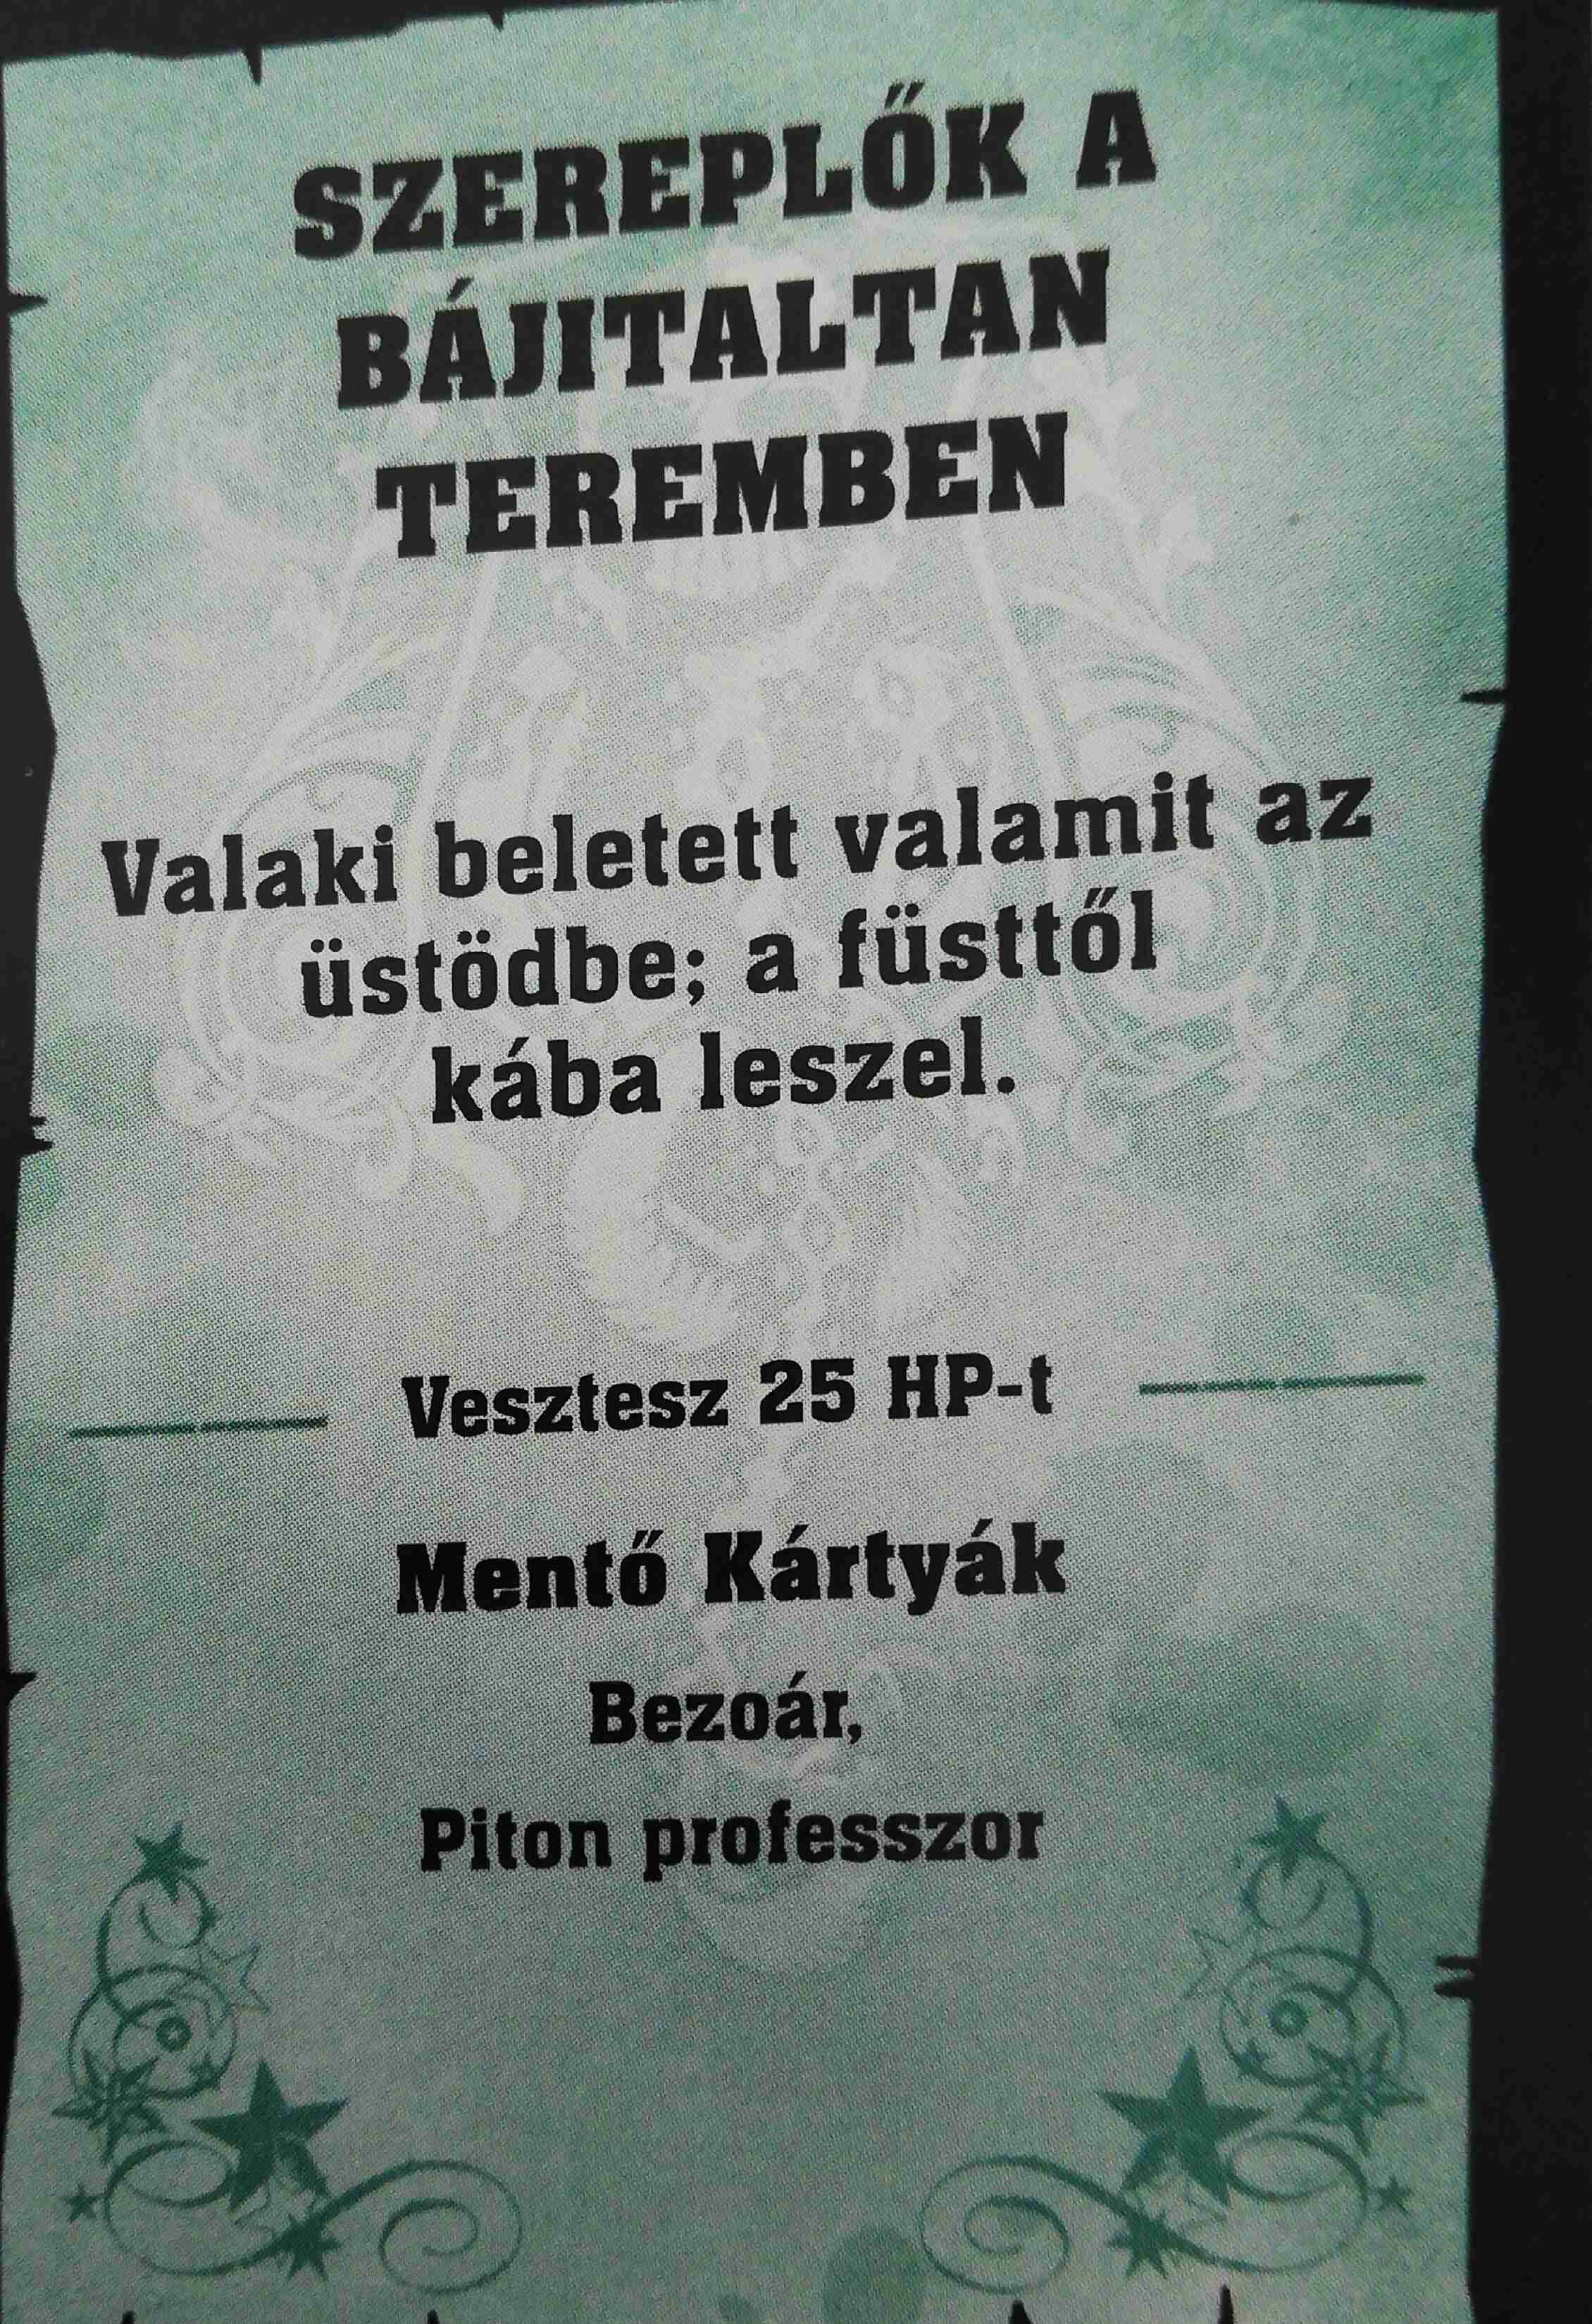 SZEREPLŐK A
BÁJITALTAN
TEREMBEN
Valaki beletett valamit az
üstödbe; a füsttől
kába leszel.
Vesztesz 25 HP-t
Mentő Kártyák
Bezoár,
Piton professzor